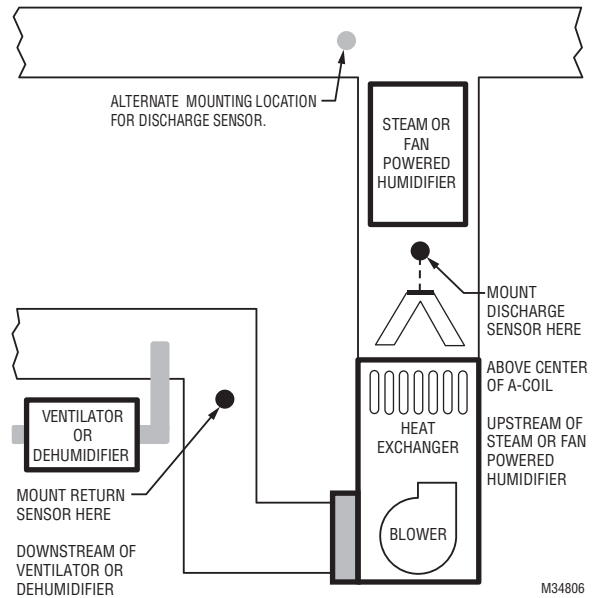 ALTERNATE MOUNTING LOCATION
FOR DISCHARGE SENSOR.
STEAM OR
FAN
POWERED
HUMIDIFIER
MOUNT
DISCHARGE
SENSOR HERE
ABOVE CENTER
OF A-COIL
UPSTREAM OF
STEAM OR FAN
POWERED
HUMIDIFIER
HEAT
EXCHANGER
BLOWER
VENTILATOR
OR
DEHUMIDIFIER
MOUNT RETURN
SENSOR HERE
DOWNSTREAM OF
VENTILATOR OR
DEHUMIDIFIER
M34806